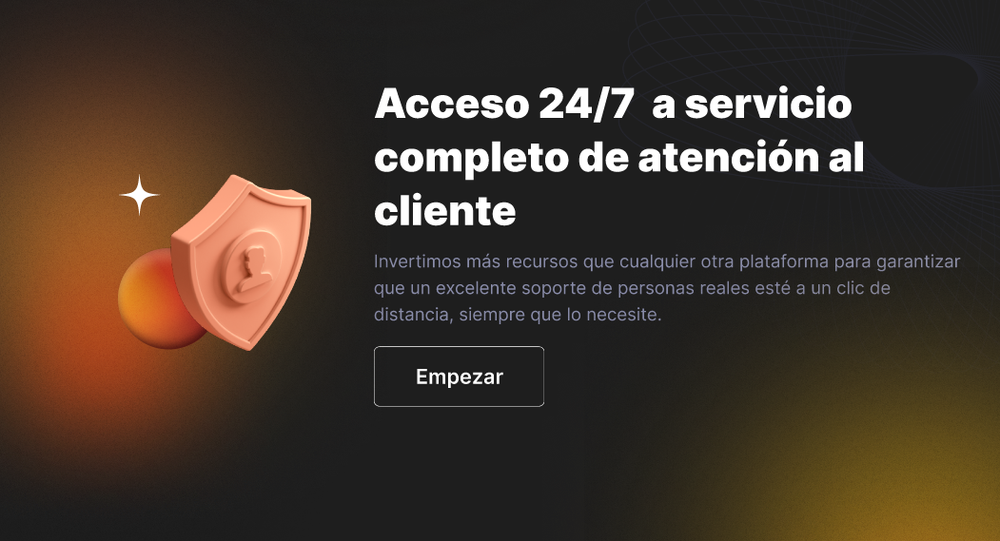 Acceso 24/7  a servicio
completo de atención al
cliente
Invertimos más recursos que cualquier otra plataforma para garantizar
que un excelente soporte de personas reales esté a un clic de
distancia, siempre que lo necesite.
Empezar